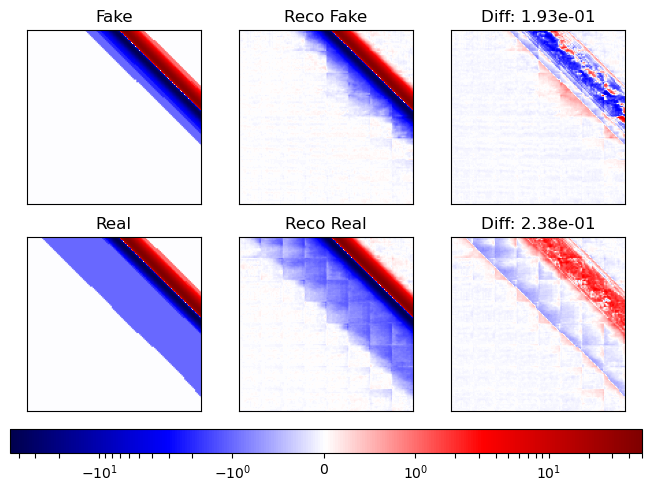 Fake Reco Fake Diff: 1.93e-01
Real Reco Real Diff: 2.38e-01
−10¹ −10⁰ 0 10⁰ 10¹